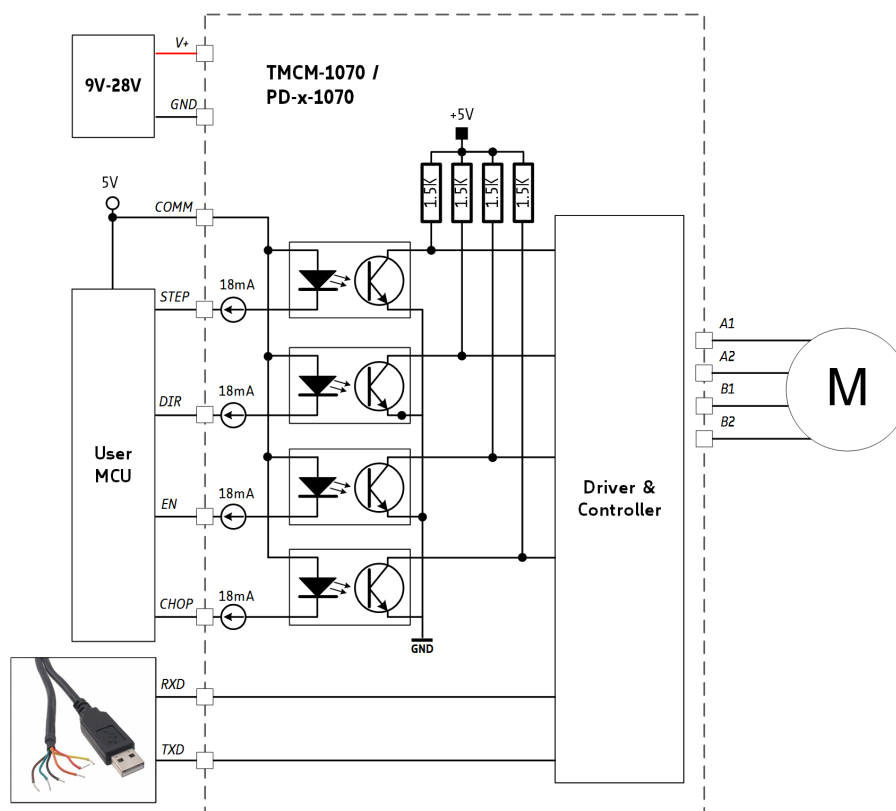 V+
9V-28V
GND
TMCM-1070 /
PD-x-1070
+5V
1.5K
1.5K
1.5K
1.5K
5V
COMM
STEP
18mA
DIR
18mA
EN
18mA
CHOP
18mA
User
MCU
Driver &
Controller
GND
A1
A2
B1
B2
M
RXD
TXD